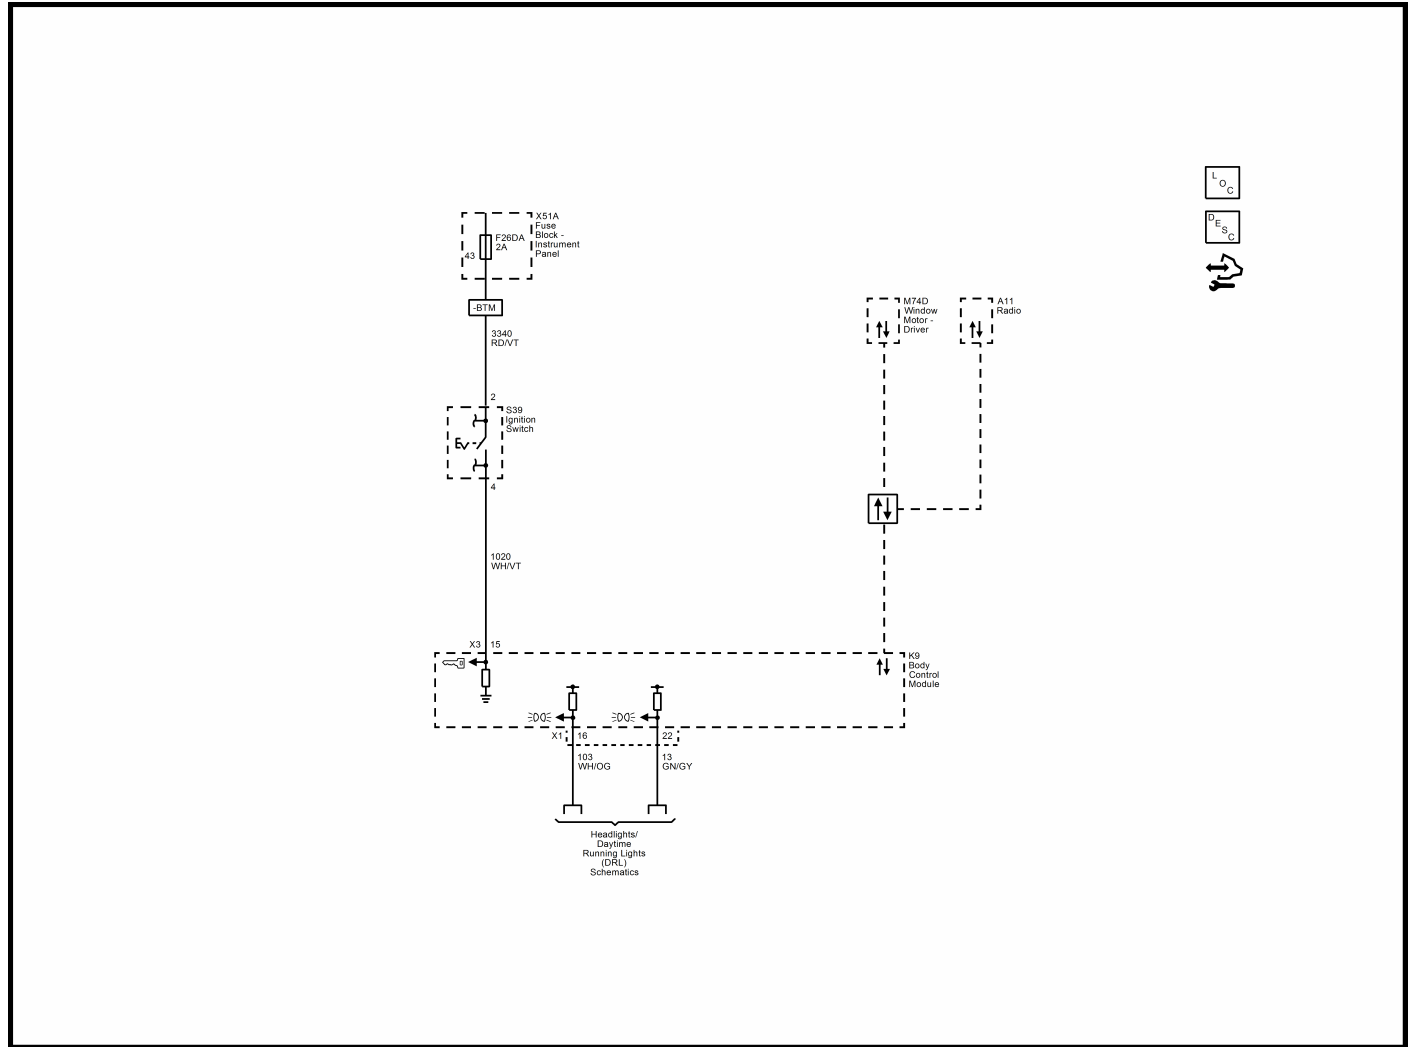 L
O
C
D
E
S
C
X51A
Fuse
Block -
Instrument
Panel
F26DA
2A
43
-BTM
3340
RD/VT
2
S39
Ignition
Switch
4
1020
WH/VT
X3 15
M74D
Window
Motor -
Driver
A11
Radio
K9
Body
Control
Module
X1 16 22
103
WH/OG
13
GN/GY
Headlights/
Daytime
Running Lights
(DRL)
Schematics